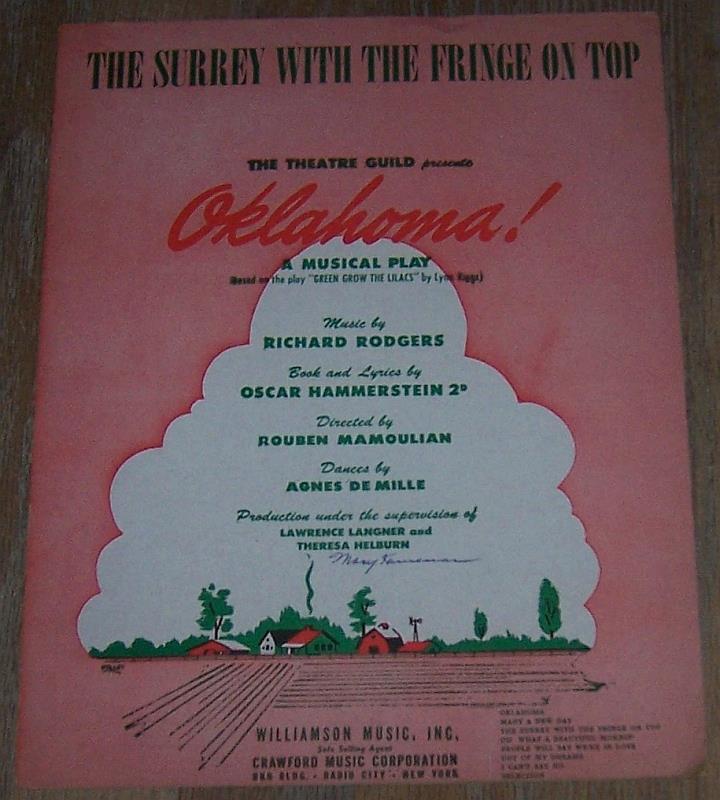 THE SURREY WITH THE FRINGE ON TOP
THE THEATRE GUILD presents
Oklahoma!
A MUSICAL PLAY
(Based on the play "GREEN GROW THE LILACS" by Lynn Riggs)
Music by
RICHARD RODGERS
Book and Lyrics by
OSCAR HAMMERSTEIN 2D
Directed by
ROUBEN MAMOULIAN
Dances by
AGNES DE MILLE
Production under the supervision of
LAWRENCE LANGNER and
THERESA HELBURN
Mary
WILLIAMSON MUSIC, INC.
Sole Selling Agent
CRAWFORD MUSIC CORPORATION
RKO BLDG. • RADIO CITY • NEW YORK
OKLAHOMA
MANY A NEW DAY
THE SURREY WITH THE FRINGE ON TOP
OH WHAT A BEAUTIFUL MORNIN'
PEOPLE WILL SAY WE'RE IN LOVE
OUT OF MY DREAMS
I CAN'T SAY NO
SELECTION